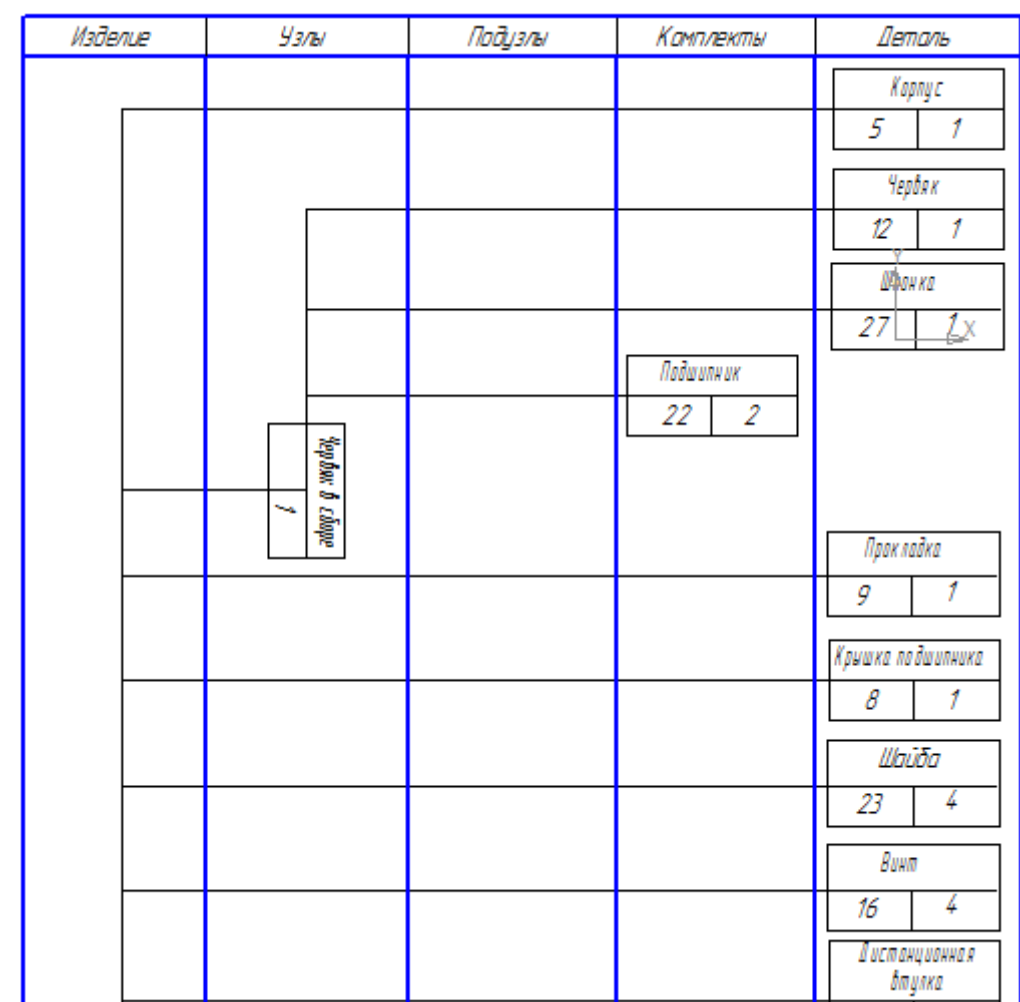 Изделие Узлы Подузлы Комплекты Деталь
Корпус
5 1
Червяк
12 1
Шпонка
27 1
Y
X
Подшипник
22 2
Червяк в сборе
1
Прокладка
9 1
Крышка подшипника
8 1
Шайба
23 4
Винт
16 4
Дистанционная
втулка